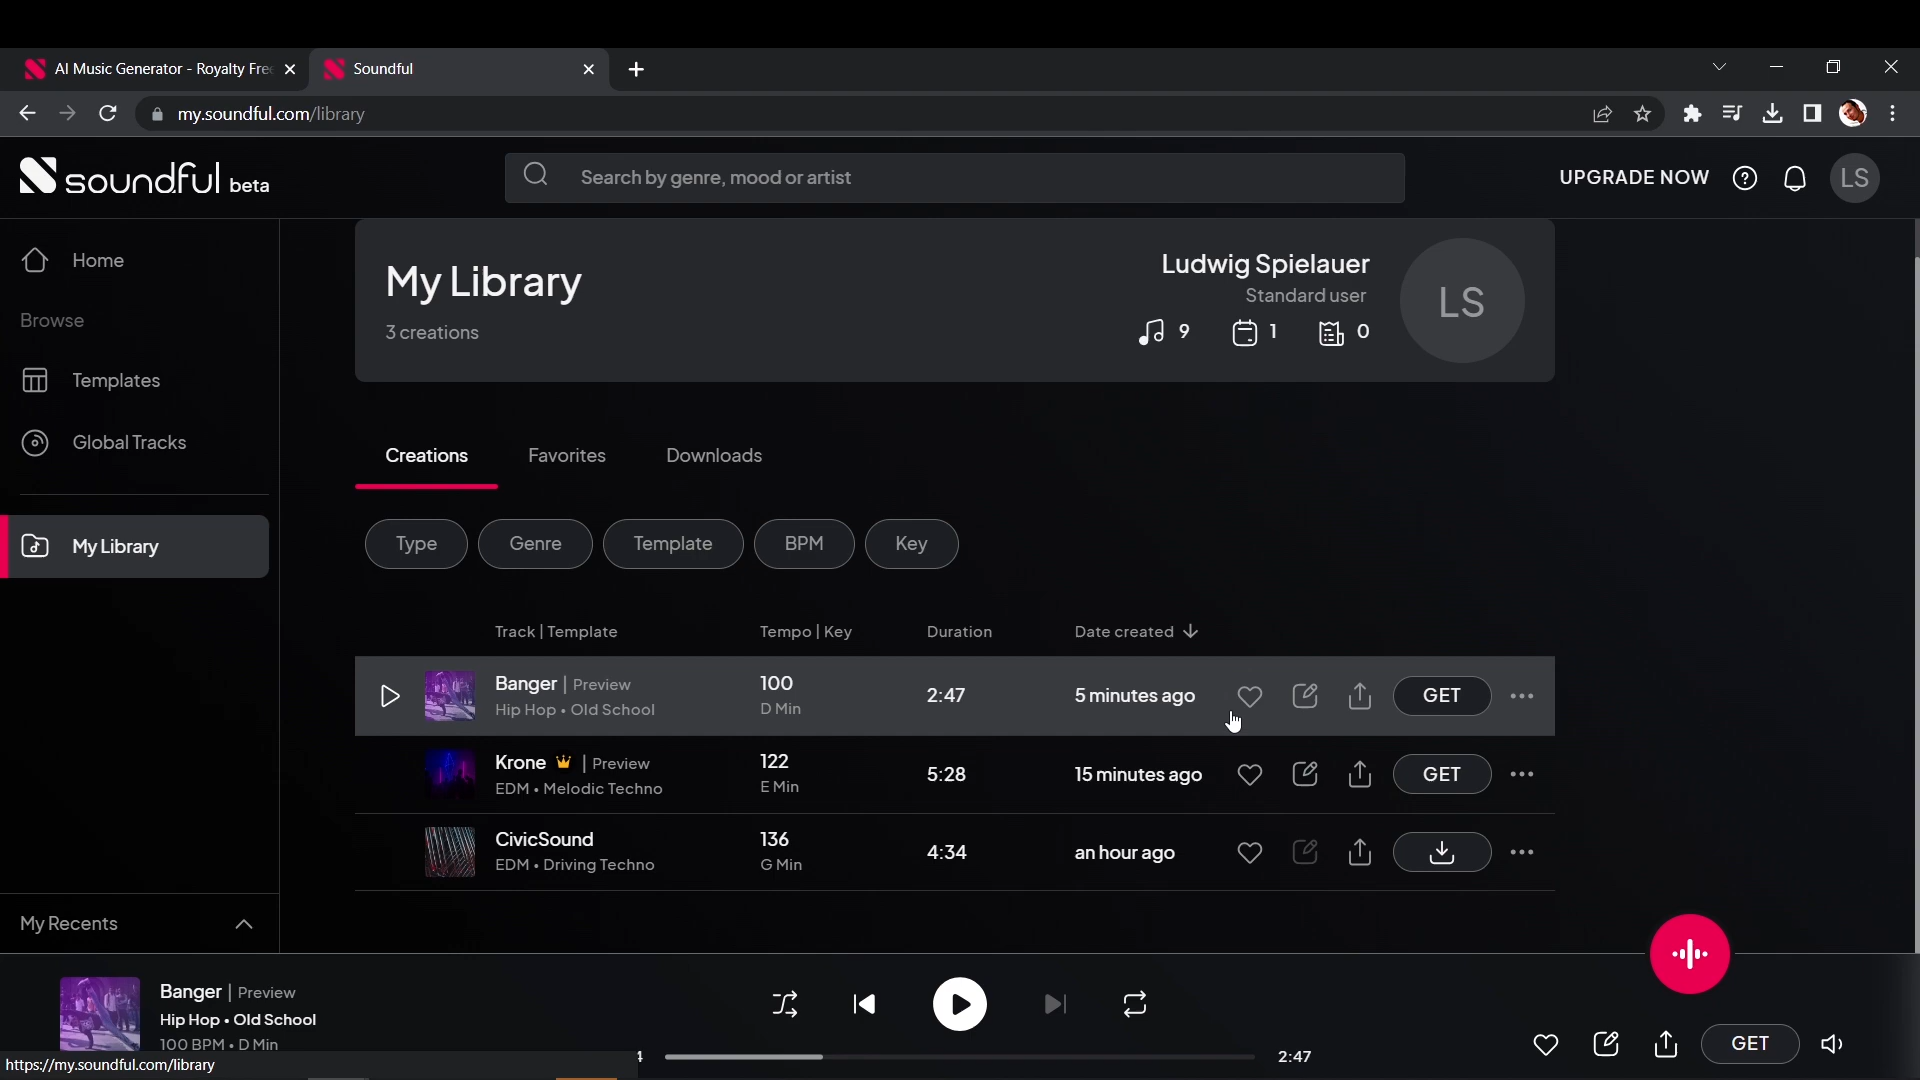 AI Music Generator - Royalty Fre
Soundful
my.soundful.com/library
soundful beta
Search by genre, mood or artist
UPGRADE NOW
LS
Home
Browse
Templates
Global Tracks
My Library
My Recents
My Library
3 creations
Ludwig Spielauer
Standard user
9 1 0
LS
Creations Favorites Downloads
Type Genre Template BPM Key
Track | Template Tempo | Key Duration Date created
Banger | Preview 100 2:47 5 minutes ago GET
Hip Hop • Old School D Min
Krone | Preview 122 5:28 15 minutes ago GET
EDM • Melodic Techno E Min
CivicSound 136 4:34 an hour ago
EDM • Driving Techno G Min
Banger | Preview
Hip Hop • Old School
100 BPM • D Min
2:47
GET
https://my.soundful.com/library